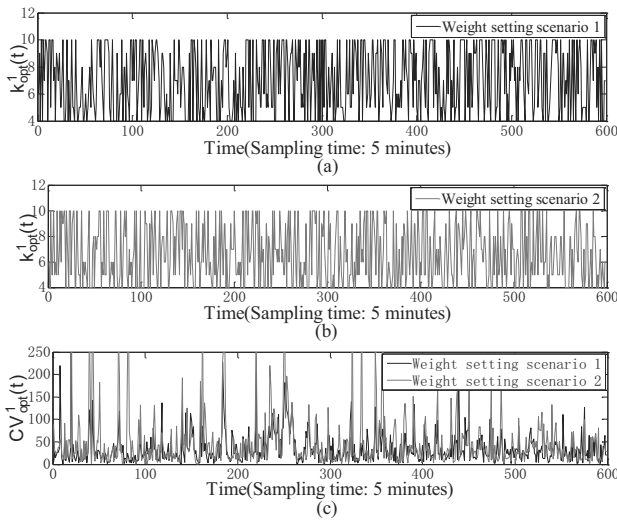 12
10
8
6
4
k¹opt(t)
Weight setting scenario 1
0 100 200 300 400 500 600
Time(Sampling time: 5 minutes)
(a)
12
10
8
6
4
k¹opt(t)
Weight setting scenario 2
0 100 200 300 400 500 600
Time(Sampling time: 5 minutes)
(b)
250
200
150
100
50
0
CV¹opt(t)
Weight setting scenario 1
Weight setting scenario 2
0 100 200 300 400 500 600
Time(Sampling time: 5 minutes)
(c)